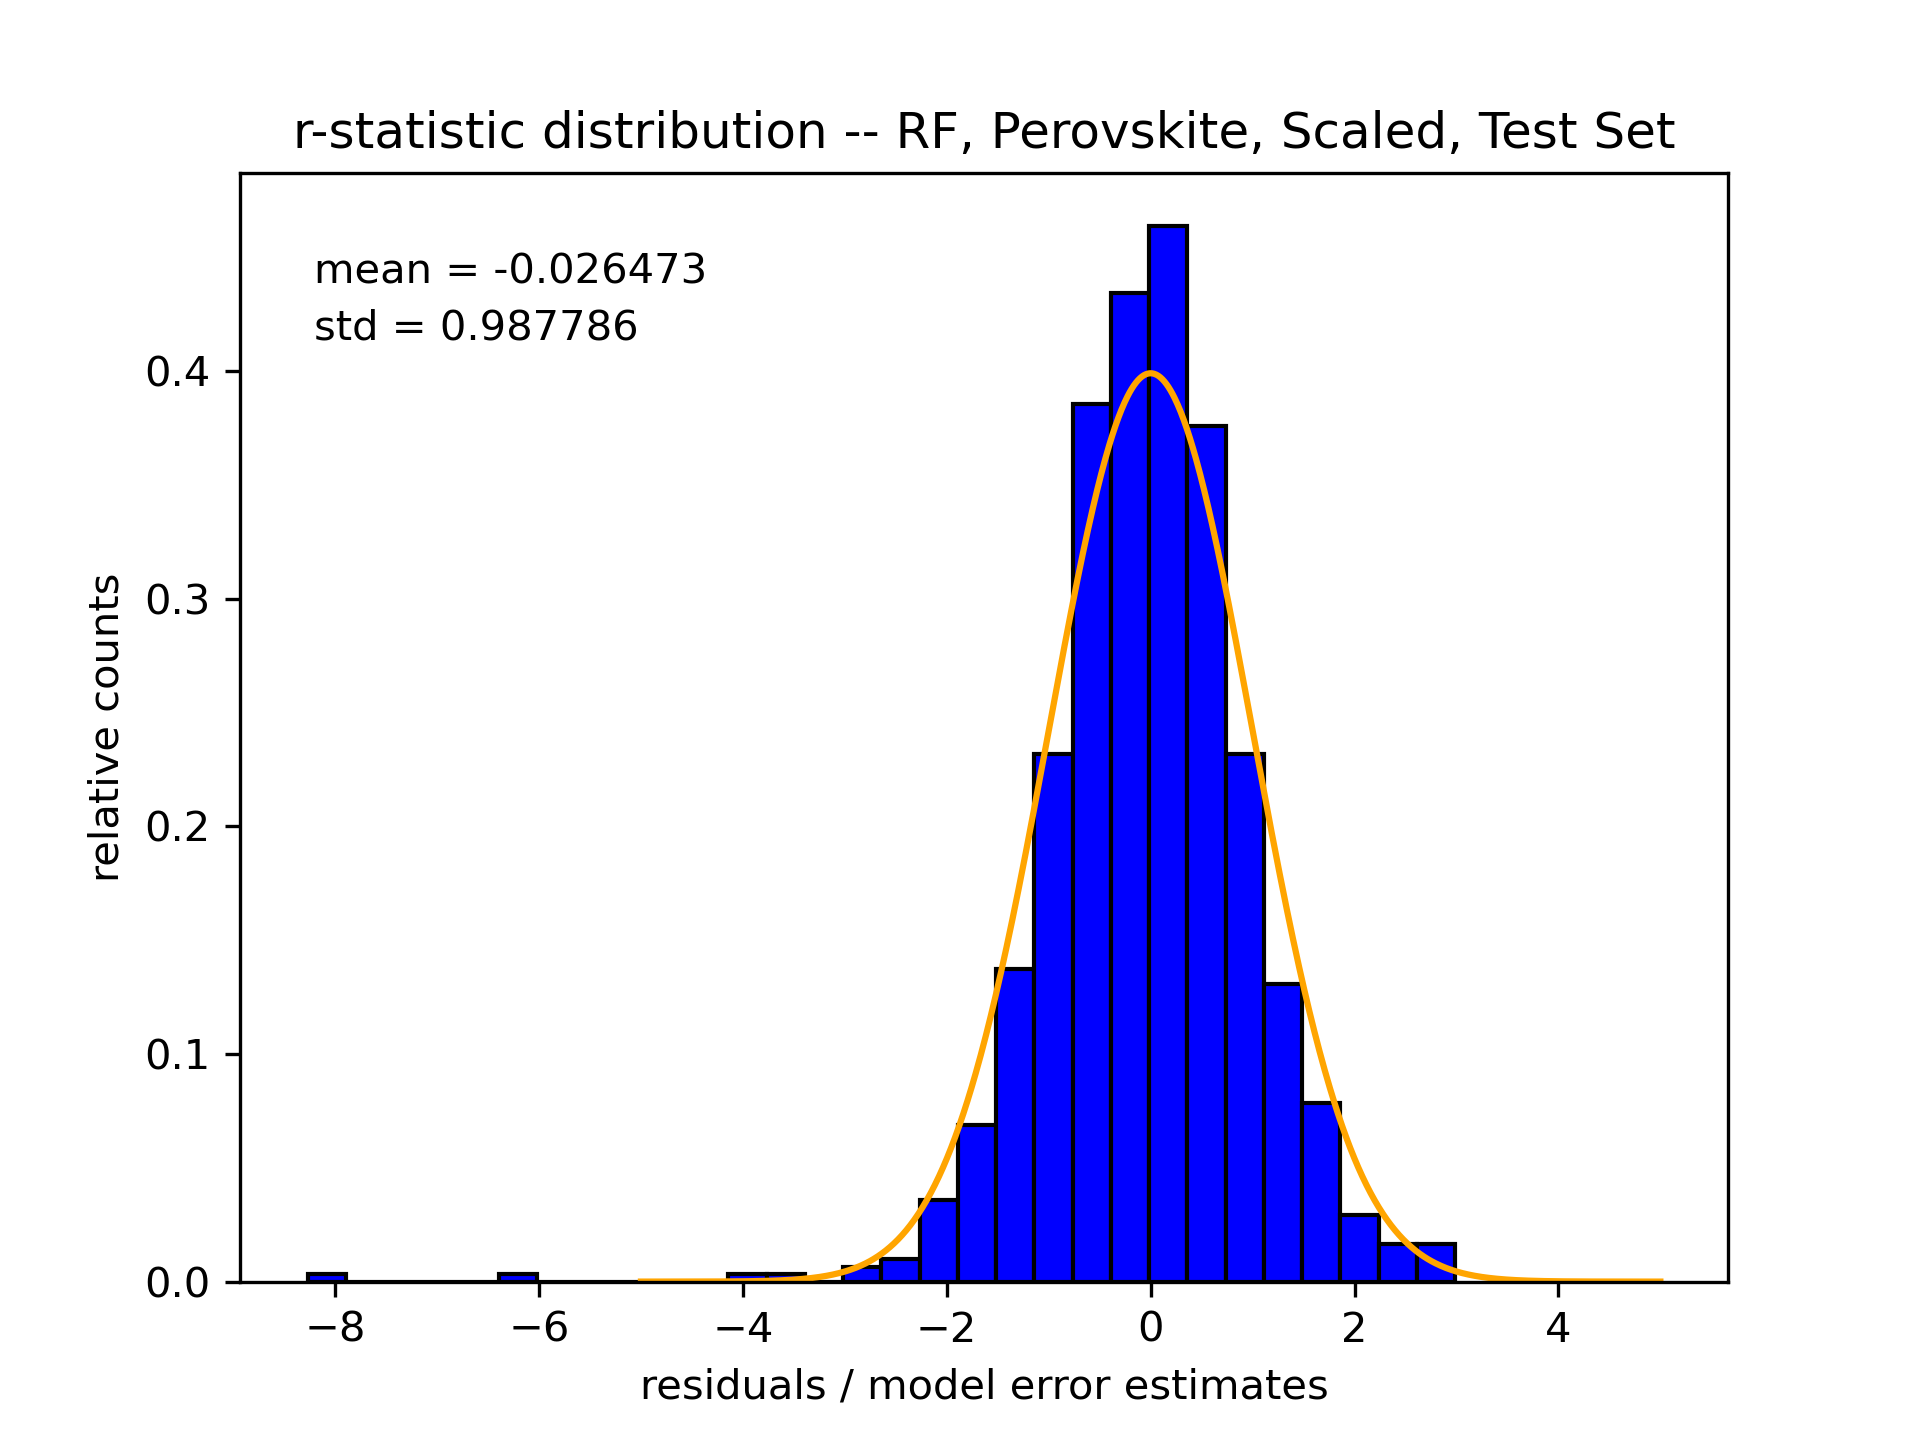 r-statistic distribution -- RF, Perovskite, Scaled, Test Set
mean = -0.026473
std = 0.987786
relative counts
0.4
0.3
0.2
0.1
0.0
−8 −6 −4 −2 0 2 4
residuals / model error estimates